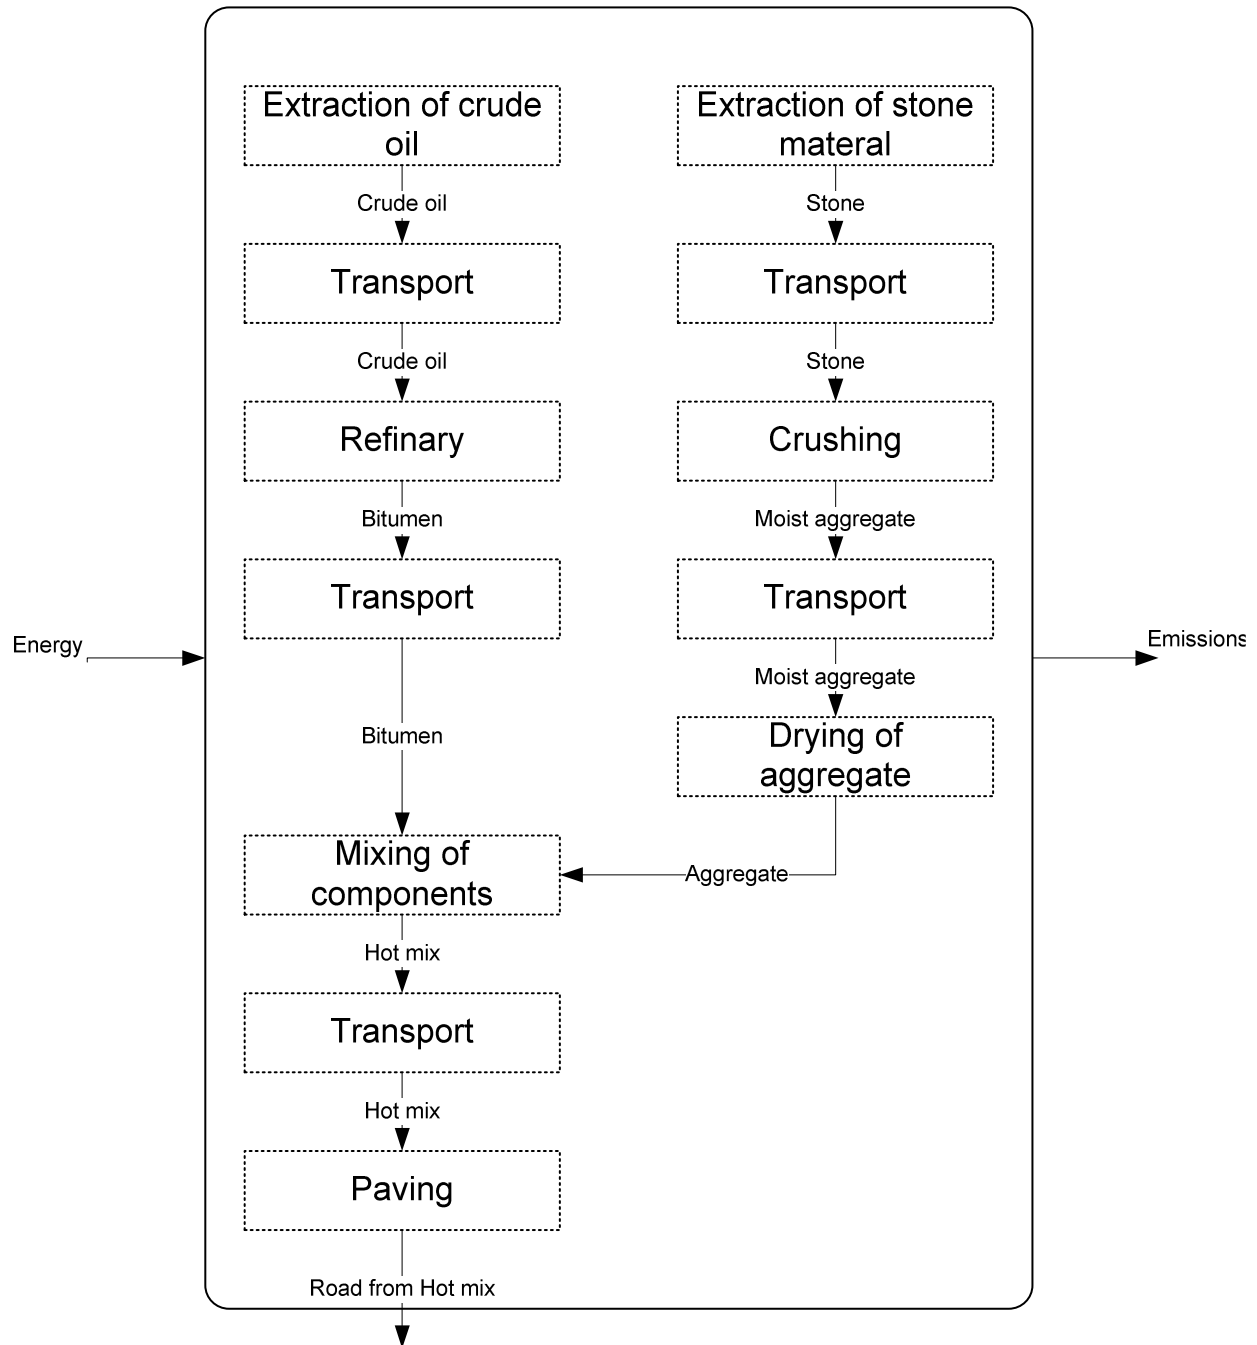 Extraction of crude
oil
Extraction of stone
materal
Crude oil
Stone
Transport
Transport
Crude oil
Stone
Refinary
Crushing
Bitumen
Moist aggregate
Transport
Transport
Energy
Emissions
Moist aggregate
Bitumen
Drying of
aggregate
Mixing of
components
Aggregate
Hot mix
Transport
Hot mix
Paving
Road from Hot mix